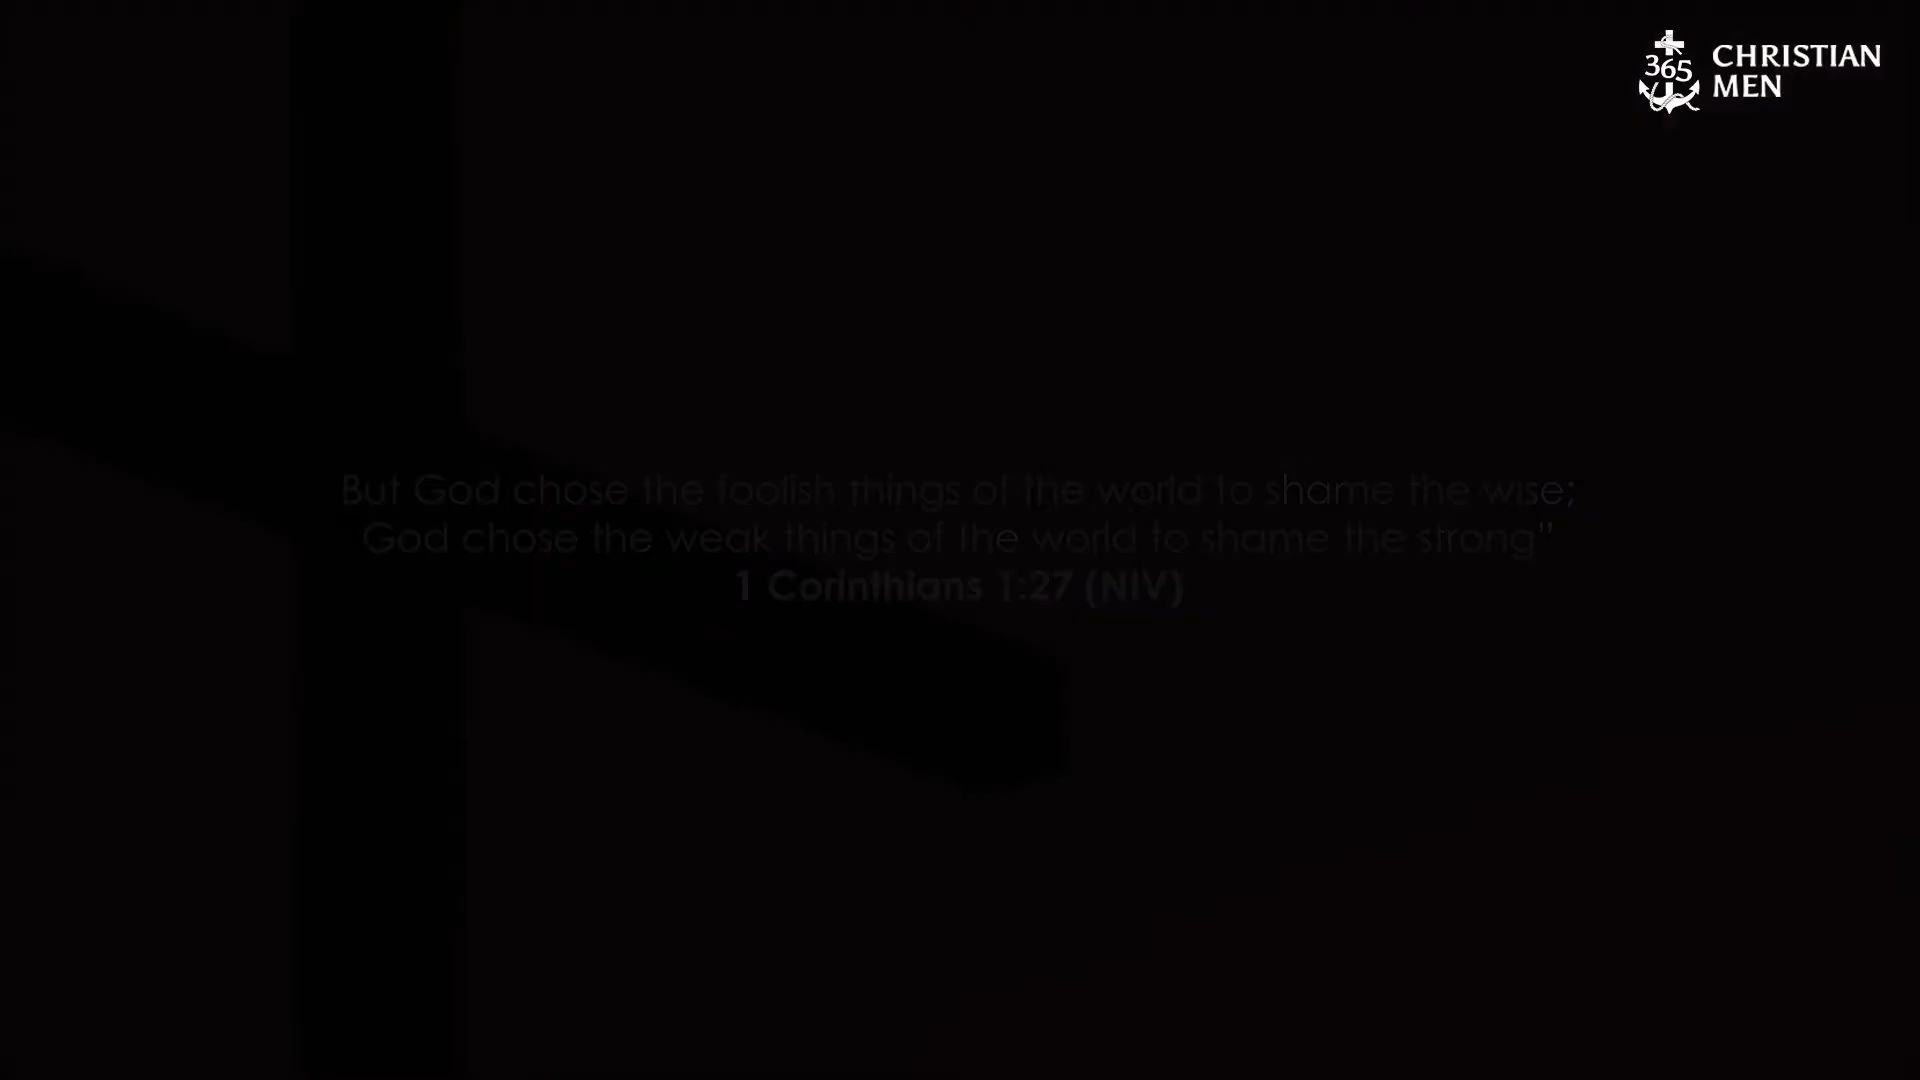 365
CHRISTIAN
MEN
But God chose the foolish things of the world to shame the wise;
God chose the weak things of the world to shame the strong”
1 Corinthians 1:27 (NIV)